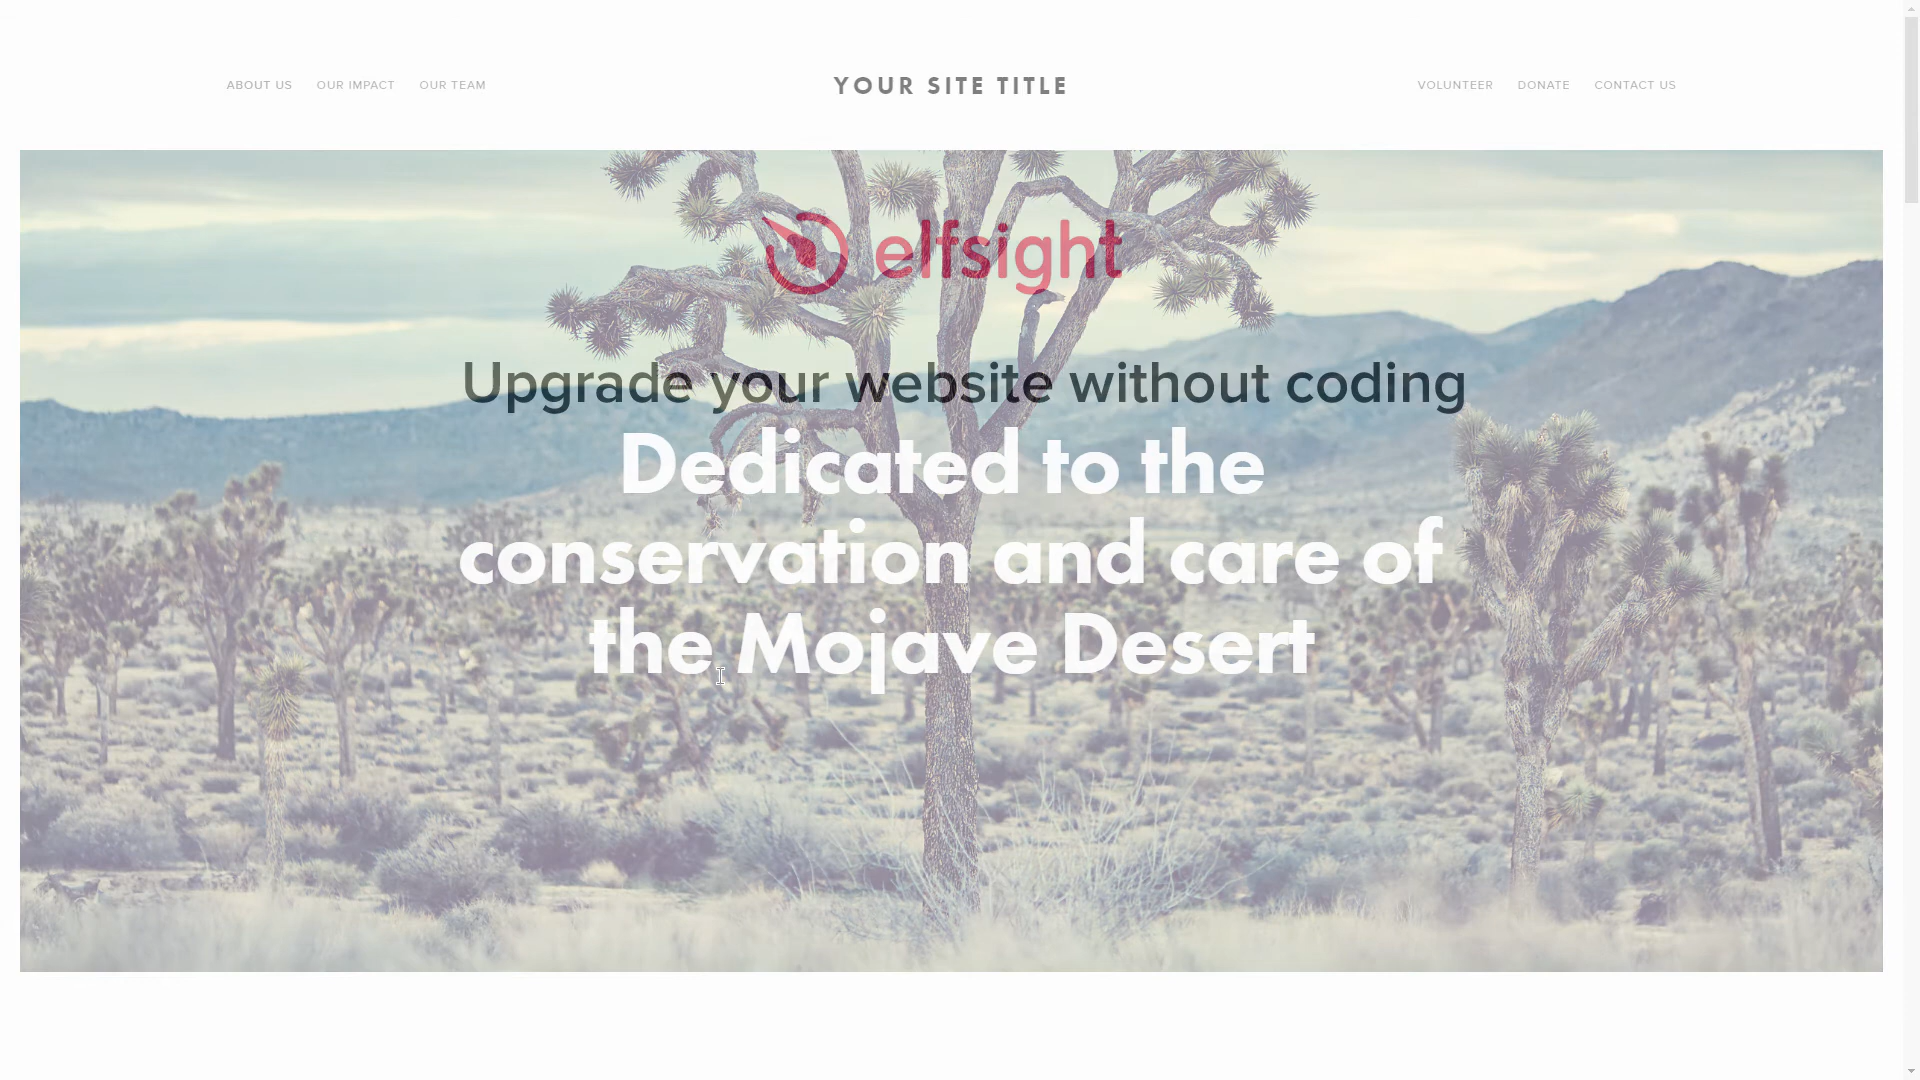 ABOUT US OUR IMPACT OUR TEAM YOUR SITE TITLE VOLUNTEER DONATE CONTACT US
elfsight
Upgrade your website without coding
Dedicated to the
conservation and care of
the Mojave Desert